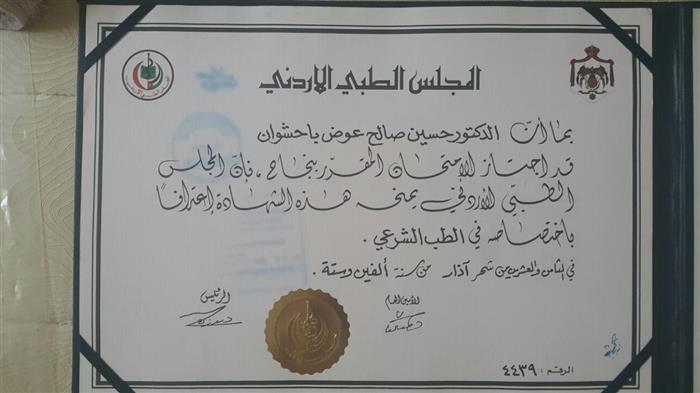 المجلس الطبي الاردني
بما أن الدكتور حسين صالح عوض باحشوان
قد اجتاز الامتحان المقرر بنجاح ، فإن المجلس
الطبي الأردني يمنحه هذه الشهادة إعترافاً
باختصاصه في الطب الشرعي .
في الثامن والعشرين من شهر آذار من سنة ألفين وستة .
الأمين العام
الرئيس
الرقم : ٤٤٣٩